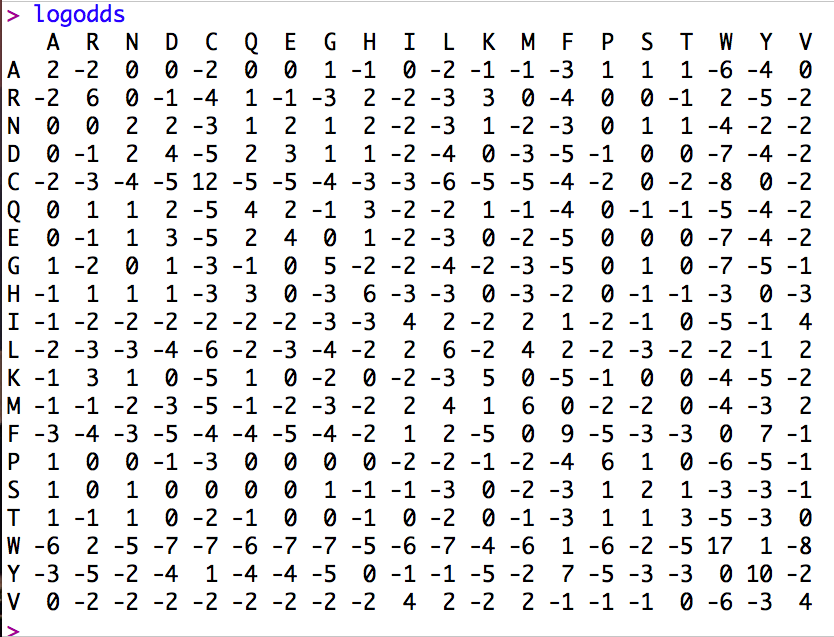 > logodds
A R N D C Q E G H I L K M F P S T W Y V
A 2 -2 0 0 -2 0 0 1 -1 0 -2 -1 -1 -3 1 1 1 -6 -4 0
R -2 6 0 -1 -4 1 -1 -3 2 -2 -3 3 0 -4 0 0 -1 2 -5 -2
N 0 0 2 2 -3 1 2 1 2 -2 -3 1 -2 -3 0 1 1 -4 -2 -2
D 0 -1 2 4 -5 2 3 1 1 -2 -4 0 -3 -5 -1 0 0 -7 -4 -2
C -2 -3 -4 -5 12 -5 -5 -4 -3 -3 -6 -5 -5 -4 -2 0 -2 -8 0 -2
Q 0 1 1 2 -5 4 2 -1 3 -2 -2 1 -1 -4 0 -1 -1 -5 -4 -2
E 0 -1 1 3 -5 2 4 0 1 -2 -3 0 -2 -5 0 0 0 -7 -4 -2
G 1 -2 0 1 -3 -1 0 5 -2 -2 -4 -2 -3 -5 0 1 0 -7 -5 -1
H -1 1 1 1 -3 3 0 -3 6 -3 -3 0 -3 -2 0 -1 -1 -3 0 -3
I -1 -2 -2 -2 -2 -2 -2 -3 -3 4 2 -2 2 1 -2 -1 0 -5 -1 4
L -2 -3 -3 -4 -6 -2 -3 -4 -2 2 6 -2 4 2 -2 -3 -2 -2 -1 2
K -1 3 1 0 -5 1 0 -2 0 -2 -3 5 0 -5 -1 0 0 -4 -5 -2
M -1 -1 -2 -3 -5 -1 -2 -3 -2 2 4 1 6 0 -2 -2 0 -4 -3 2
F -3 -4 -3 -5 -4 -4 -5 -4 -2 1 2 -5 0 9 -5 -3 -3 0 7 -1
P 1 0 0 -1 -3 0 0 0 0 -2 -2 -1 -2 -4 6 1 0 -6 -5 -1
S 1 0 1 0 0 0 0 1 -1 -1 -3 0 -2 -3 1 2 1 -3 -3 -1
T 1 -1 1 0 -2 -1 0 0 -1 0 -2 0 -1 -3 1 1 3 -5 -3 0
W -6 2 -5 -7 -7 -6 -7 -7 -5 -6 -7 -4 -6 1 -6 -2 -5 17 1 -8
Y -3 -5 -2 -4 1 -4 -4 -5 0 -1 -1 -5 -2 7 -5 -3 -3 0 10 -2
V 0 -2 -2 -2 -2 -2 -2 -2 -2 4 2 -2 2 -1 -1 -1 0 -6 -3 4
>